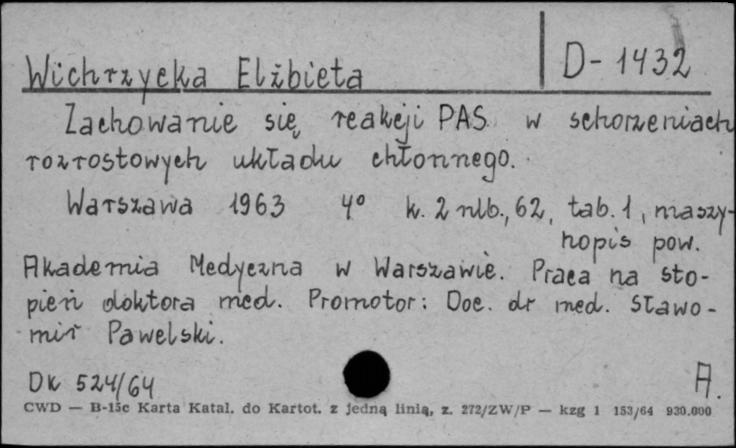 Wichrzycka Elżbieta D-1432
Zachowanie się reakcji PAS w schorzeniach
rozrostowych układu chłonnego.
Warszawa 1963 4° k. 2 nlb., 62, tab. 1, maszy-
nopis pow.
Akademia Medyczna w Warszawie. Praca na sto-
pień doktora med. Promotor: Doc. dr med. Sławo-
mir Pawelski.
Dk 524/64 A.
CWD — B-15c Karta Katal. do Kartot. z jedną linią, z. 272/ZW/P — kzg 1 153/64 930.000